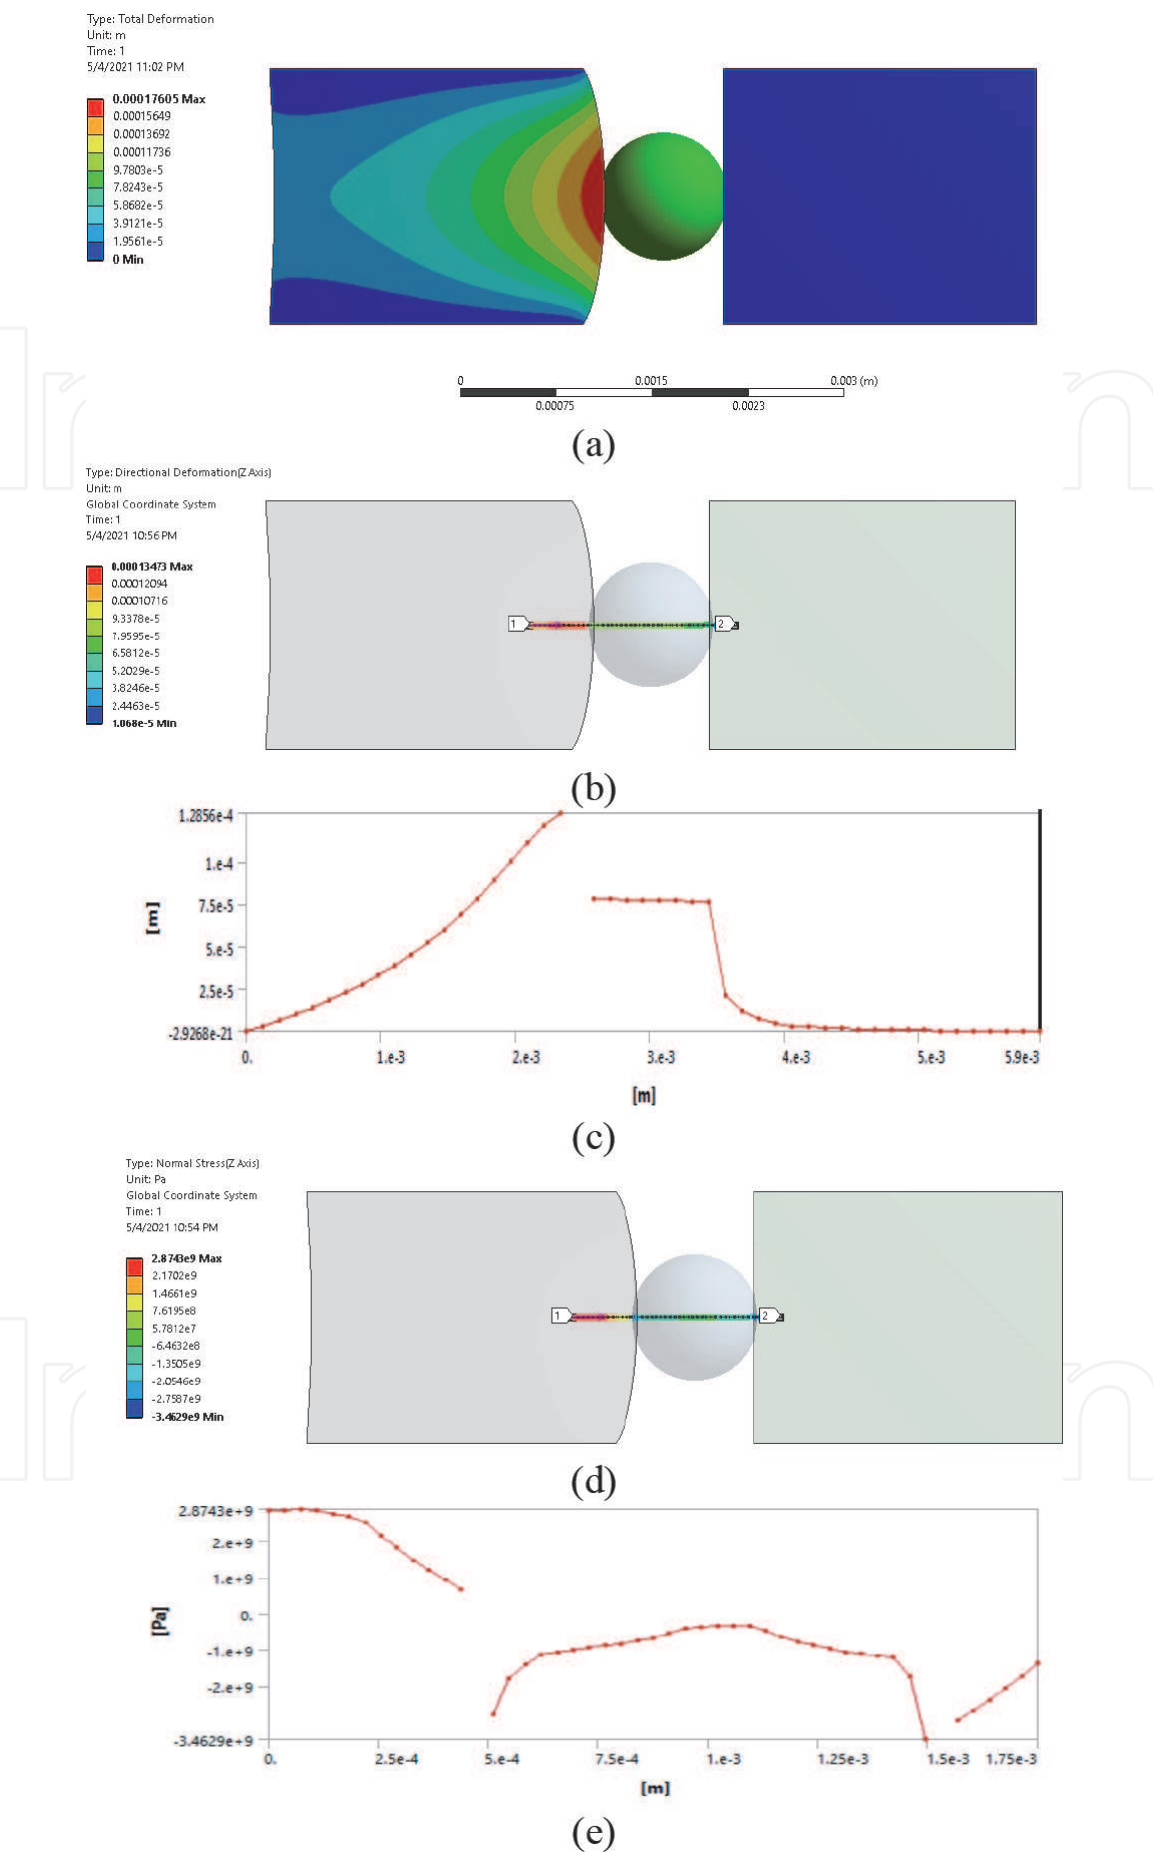 Type: Total Deformation
Unit: m
Time: 1
5/4/2021 11:02 PM
0.00017605 Max
0.00015649
0.00013692
0.00011736
9.7803e-5
7.8243e-5
5.8682e-5
3.9121e-5
1.9561e-5
0 Min
0 0.0015 0.003 (m)
0.00075 0.0023
(a)
Type: Directional Deformation(Z Axis)
Unit: m
Global Coordinate System
Time: 1
5/4/2021 10:56 PM
0.00013473 Max
0.00012094
0.00010716
9.3378e-5
7.9595e-5
6.5812e-5
5.2029e-5
3.8246e-5
2.4463e-5
1.068e-5 Min
1 2
(b)
1.2856e-4
1.e-4
7.5e-5
5.e-5
2.5e-5
-2.9268e-21
[m]
0. 1.e-3 2.e-3 3.e-3 4.e-3 5.e-3 5.9e-3
[m]
(c)
Type: Normal Stress(Z Axis)
Unit: Pa
Global Coordinate System
Time: 1
5/4/2021 10:54 PM
2.8743e9 Max
2.1702e9
1.4661e9
7.6195e8
5.7812e7
-6.4632e8
-1.3505e9
-2.0546e9
-2.7587e9
-3.4629e9 Min
1 2
(d)
2.8743e+9
2.e+9
1.e+9
0.
-1.e+9
-2.e+9
-3.4629e+9
[Pa]
0. 2.5e-4 5.e-4 7.5e-4 1.e-3 1.25e-3 1.5e-3 1.75e-3
[m]
(e)